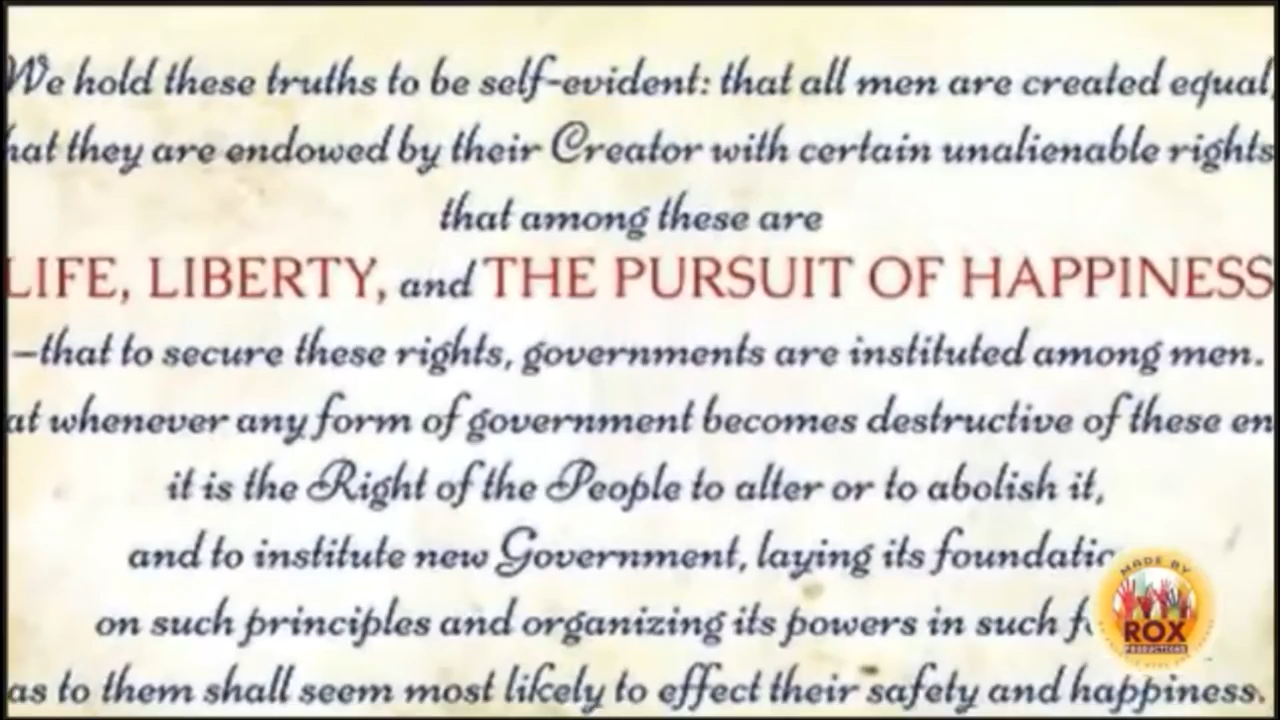 We hold these truths to be self-evident: that all men are created equal,
hat they are endowed by their Creator with certain unalienable rights
that among these are
LIFE, LIBERTY, and THE PURSUIT OF HAPPINESS
–that to secure these rights, governments are instituted among men.
at whenever any form of government becomes destructive of these en
it is the Right of the People to alter or to abolish it,
and to institute new Government, laying its foundatio
on such principles and organizing its powers in such fo
as to them shall seem most likely to effect their safety and happiness.
MADE BY
ROX
PRODUCTIONS